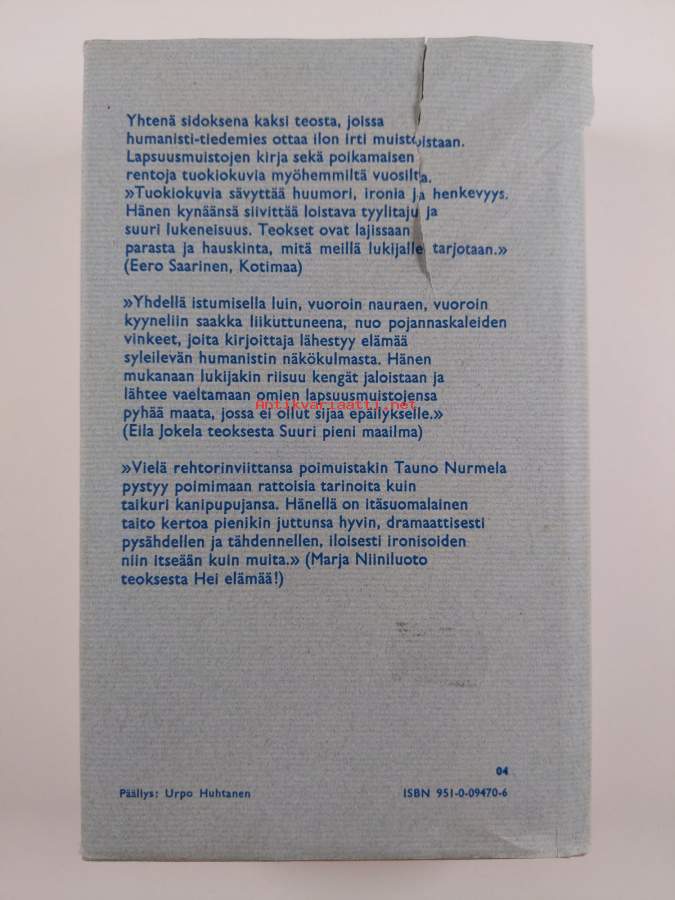 Yhtenä sidoksena kaksi teosta, joissa
humanisti-tiedemies ottaa ilon irti muistoistaan.
Lapsuusmuistojen kirja sekä poikamaisen
rentoja tuokiokuvia myöhemmiltä vuosilta.
»Tuokiokuvia sävyttää huumori, ironia ja henkevyys.
Hänen kynäänsä siivittää loistava tyylitaju ja
suuri lukeneisuus. Teokset ovat lajissaan
parasta ja hauskinta, mitä meillä lukijalle tarjotaan.»
(Eero Saarinen, Kotimaa)
»Yhdellä istumisella luin, vuoroin nauraen, vuoroin
kyyneliin saakka liikuttuneena, nuo pojannaskaleiden
vinkeet, joita kirjoittaja lähestyy elämää
syleilevän humanistin näkökulmasta. Hänen
mukanaan lukijakin riisuu kengät jaloistaan ja
lähtee vaeltamaan omien lapsuusmuistojensa
Antikvariaatti.net
pyhää maata, jossa ei ollut sijaa epäilykselle.»
(Eila Jokela teoksesta Suuri pieni maailma)
»Vielä rehtorinviittansa poimuistakin Tauno Nurmela
pystyy poimimaan rattoisia tarinoita kuin
taikuri kanipupujansa. Hänellä on itäsuomalainen
taito kertoa pienikin juttunsa hyvin, dramaattisesti
pysähdellen ja tähdennellen, iloisesti ironisoiden
niin itseään kuin muita.» (Marja Niiniluoto
teoksesta Hei elämää!)
04
Päällys: Urpo Huhtanen
ISBN 951-0-09470-6